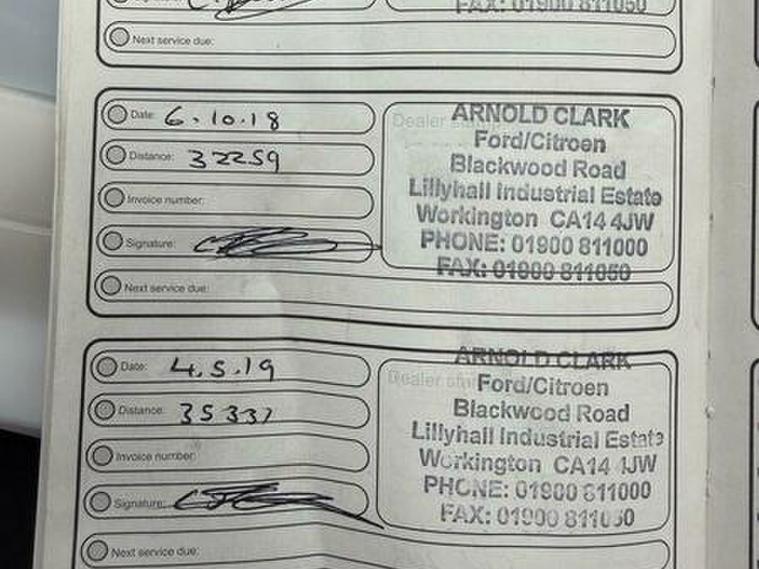 FAX: 01900 811050
Next service due:
Date: 6.10.18
Distance: 32259
Invoice number:
Signature:
Next service due:
Dealer stamp
ARNOLD CLARK
Ford/Citroen
Blackwood Road
Lillyhall Industrial Estate
Workington CA14 4JW
PHONE: 01900 811000
FAX: 01900 811050
Date: 4.5.19
Distance: 35337
Invoice number:
Signature:
Next service due:
Dealer stamp
ARNOLD CLARK
Ford/Citroen
Blackwood Road
Lillyhall Industrial Estate
Workington CA14 4JW
PHONE: 01900 811000
FAX: 01900 811050